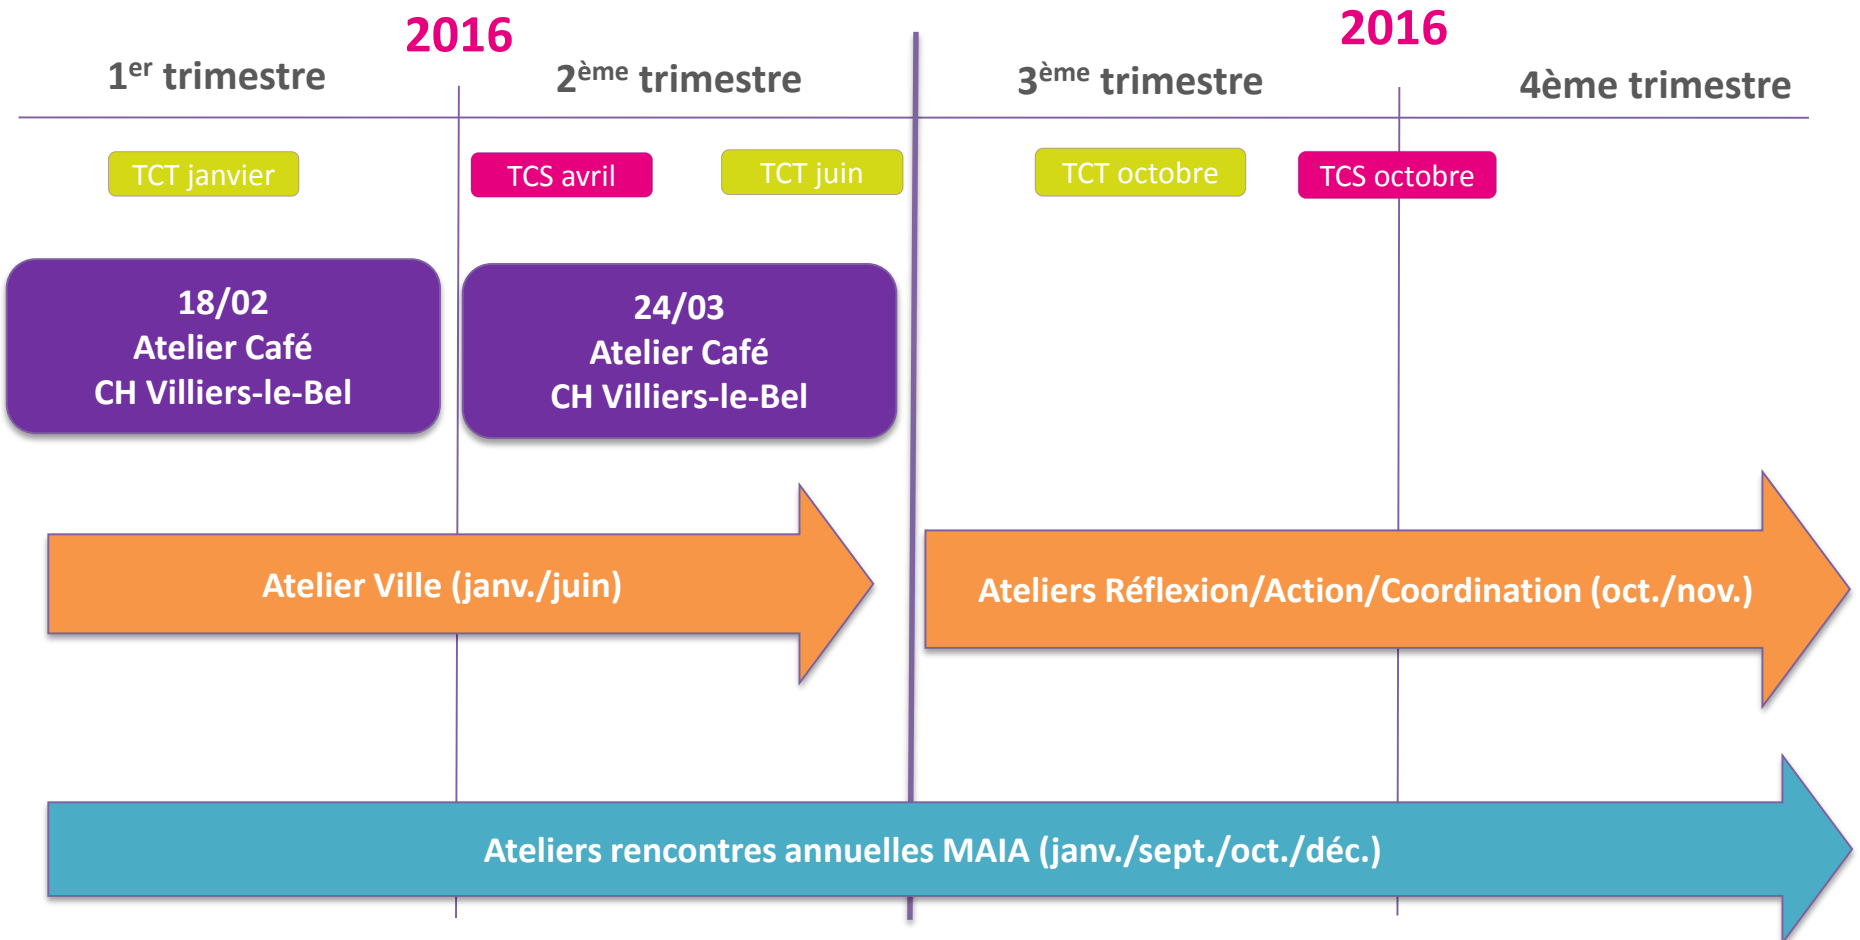 2016
2016
1er trimestre
2ème trimestre
3ème trimestre
4ème trimestre
TCT janvier
TCS avril
TCT juin
TCT octobre
TCS octobre
18/02
Atelier Café
CH Villiers-le-Bel
24/03
Atelier Café
CH Villiers-le-Bel
Atelier Ville (janv./juin)
Ateliers Réflexion/Action/Coordination (oct./nov.)
Ateliers rencontres annuelles MAIA (janv./sept./oct./déc.)